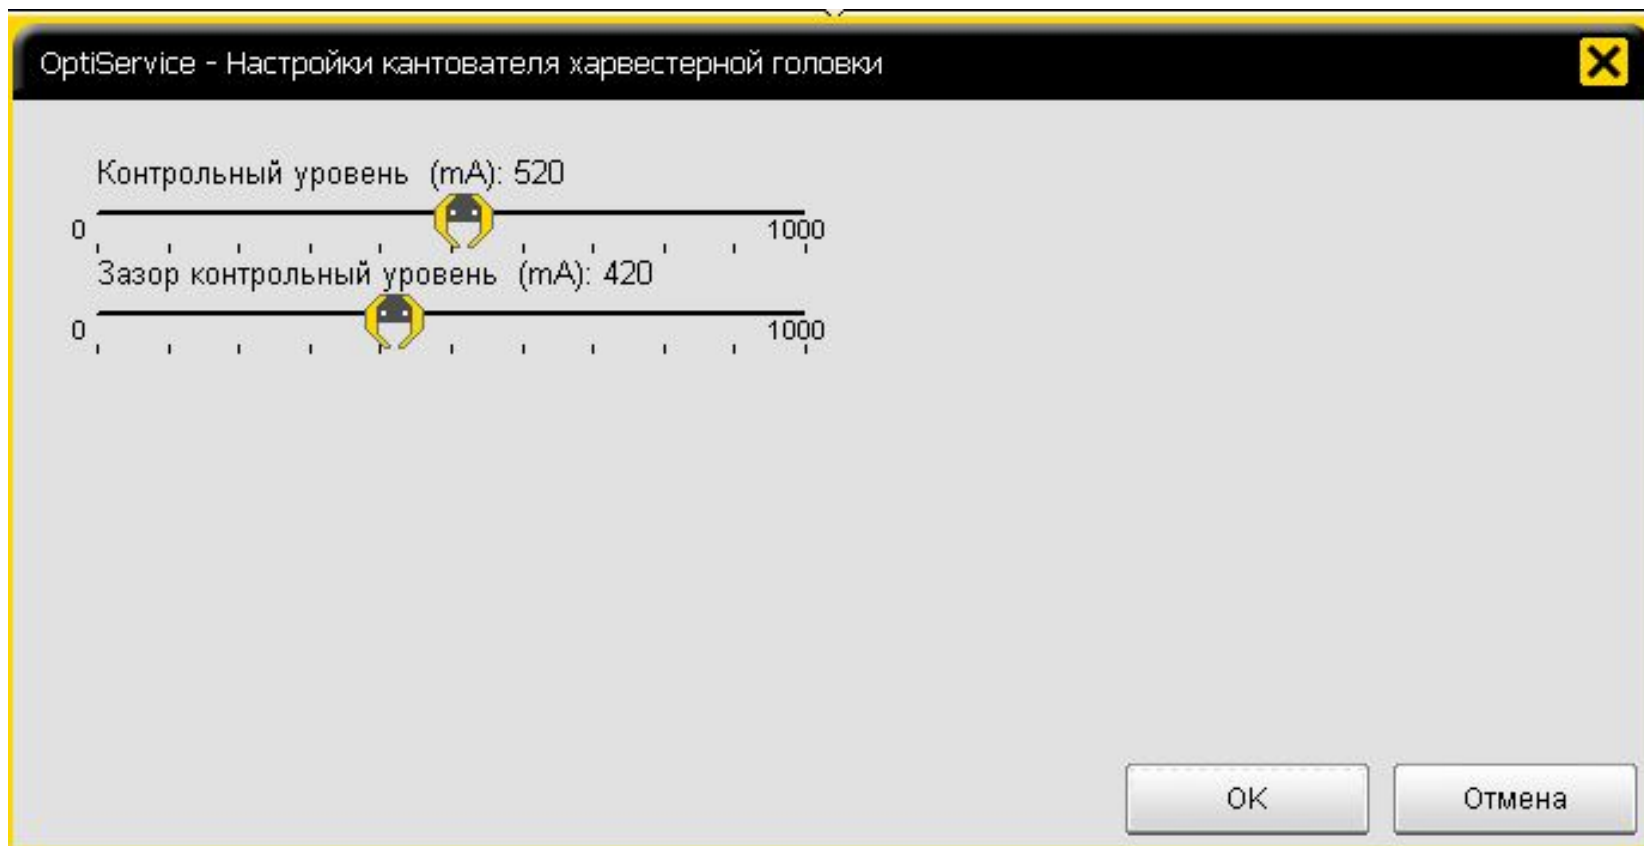 OptiService - Настройки кантователя харвестерной головки
Контрольный уровень (mA): 520
0 1000
Зазор контрольный уровень (mA): 420
0 1000
OK Отмена